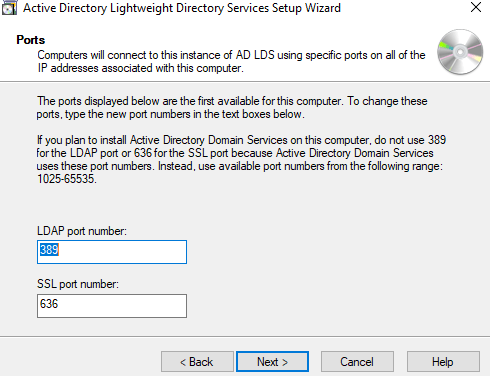 Active Directory Lightweight Directory Services Setup Wizard
Ports
Computers will connect to this instance of AD LDS using specific ports on all of the
IP addresses associated with this computer.
The ports displayed below are the first available for this computer. To change these
ports, type the new port numbers in the text boxes below.
If you plan to install Active Directory Domain Services on this computer, do not use 389
for the LDAP port or 636 for the SSL port because Active Directory Domain Services
uses these port numbers. Instead, use available port numbers from the following range:
1025-65535.
LDAP port number:
389
SSL port number:
636
< Back Next > Cancel Help